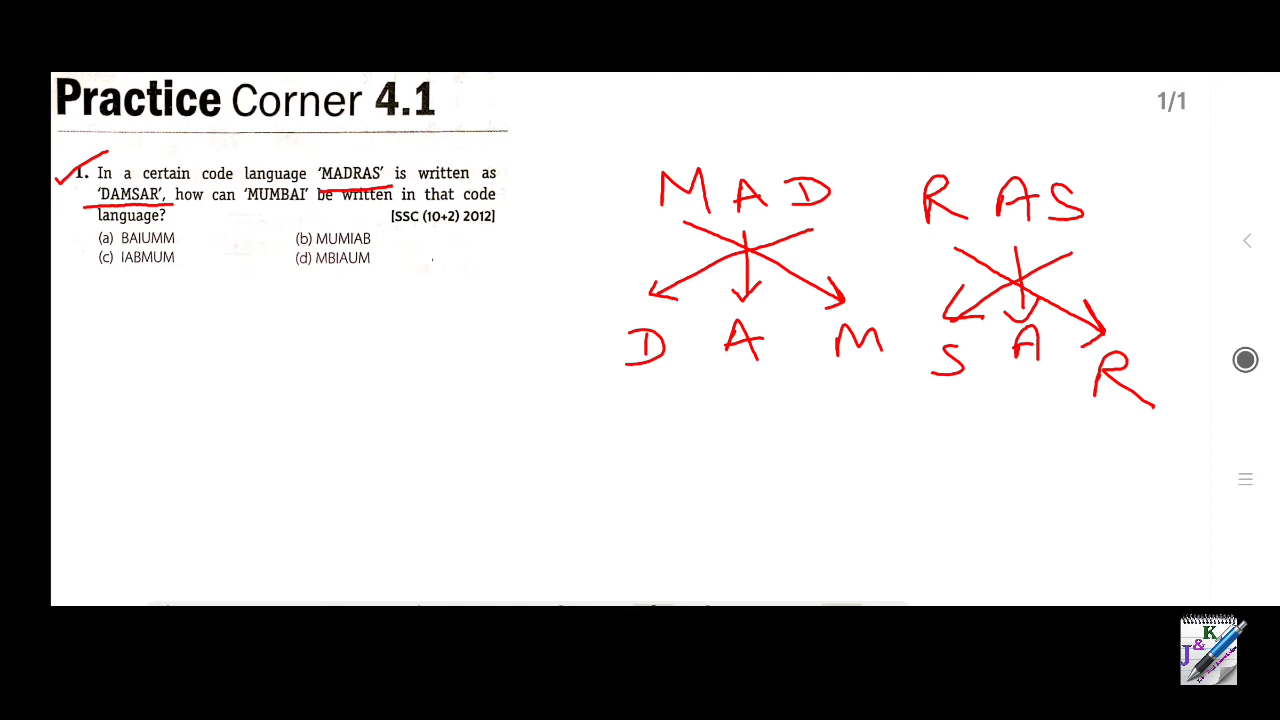 Practice Corner 4.1
1/1
1. In a certain code language ‘MADRAS’ is written as
‘DAMSAR’, how can ‘MUMBAI’ be written in that code
language? [SSC (10+2) 2012]
(a) BAIUMM (b) MUMIAB
(c) IABMUM (d) MBIAUM
M A D R A S
D A M S A R
J & K